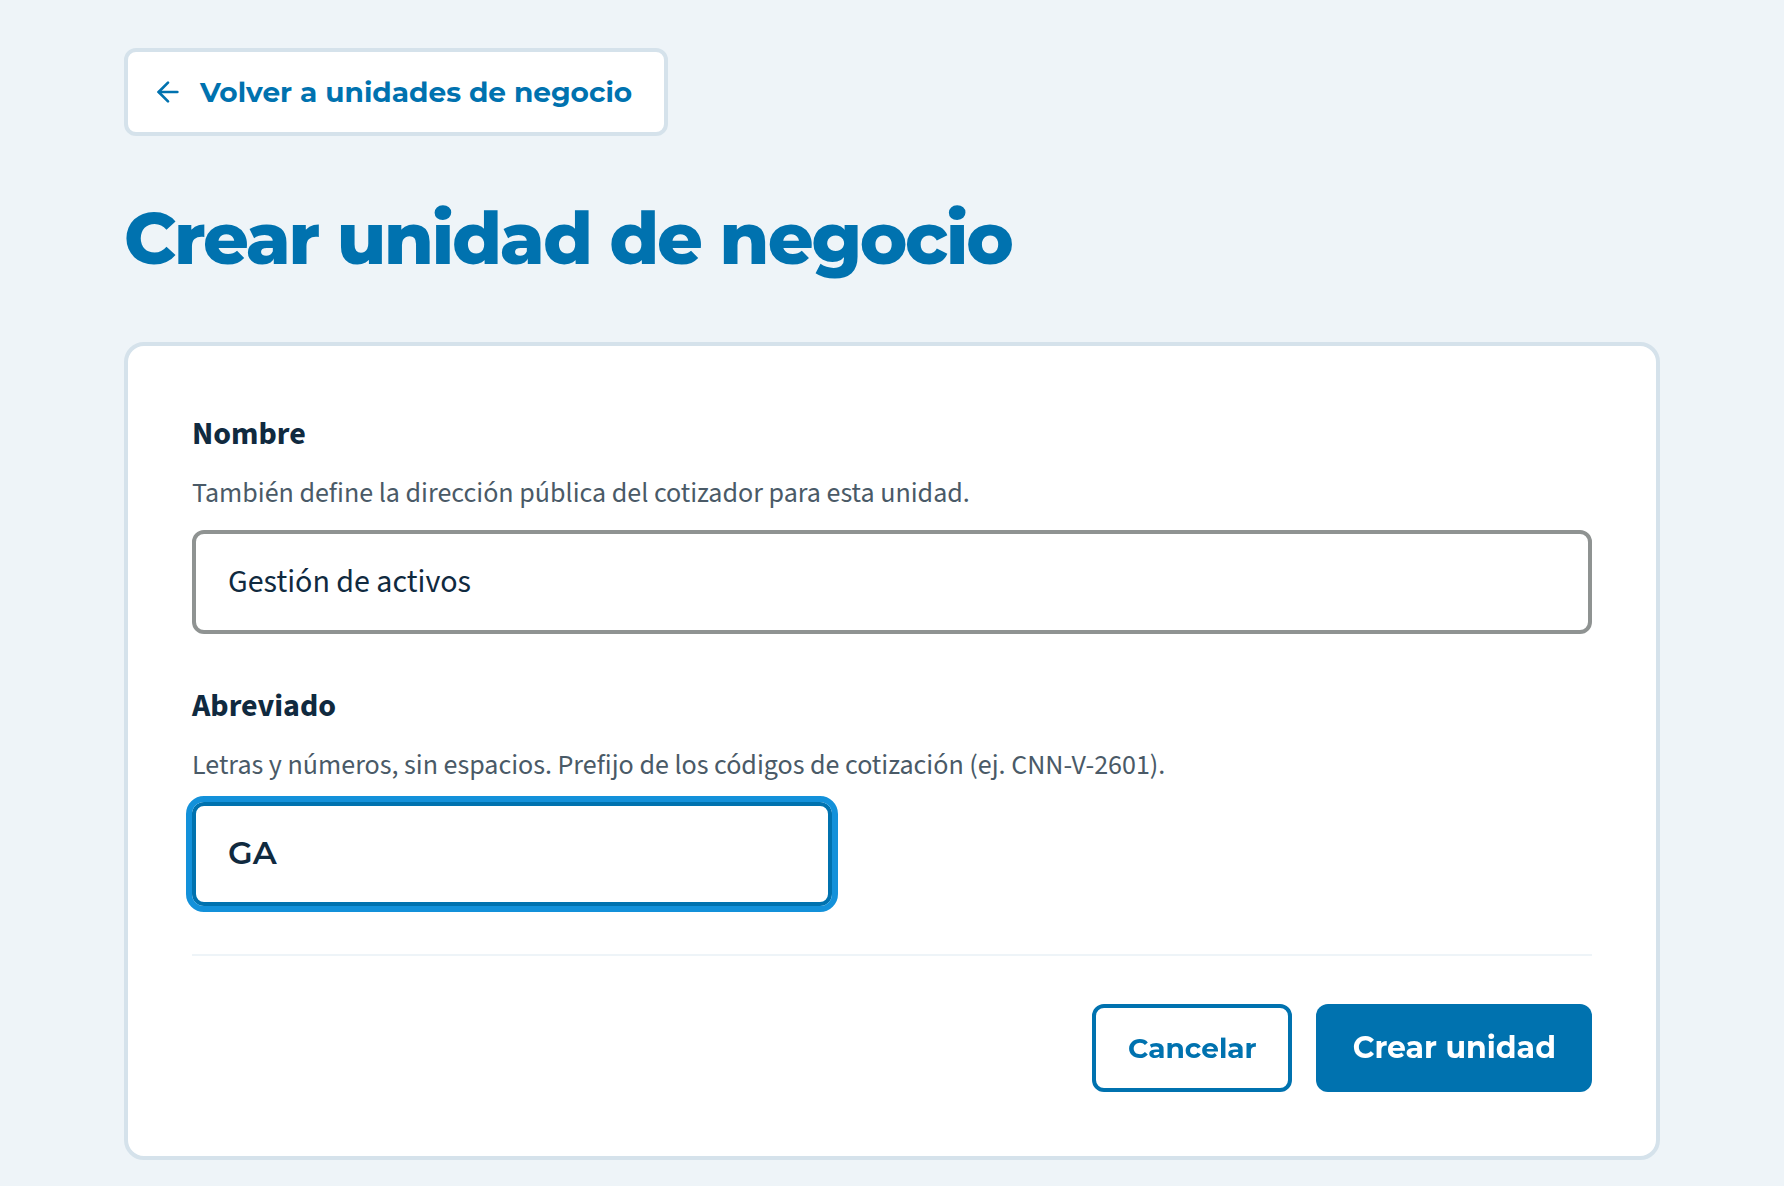 ← Volver a unidades de negocio
Crear unidad de negocio
Nombre
También define la dirección pública del cotizador para esta unidad.
Gestión de activos
Abreviado
Letras y números, sin espacios. Prefijo de los códigos de cotización (ej. CNN-V-2601).
GA
Cancelar
Crear unidad